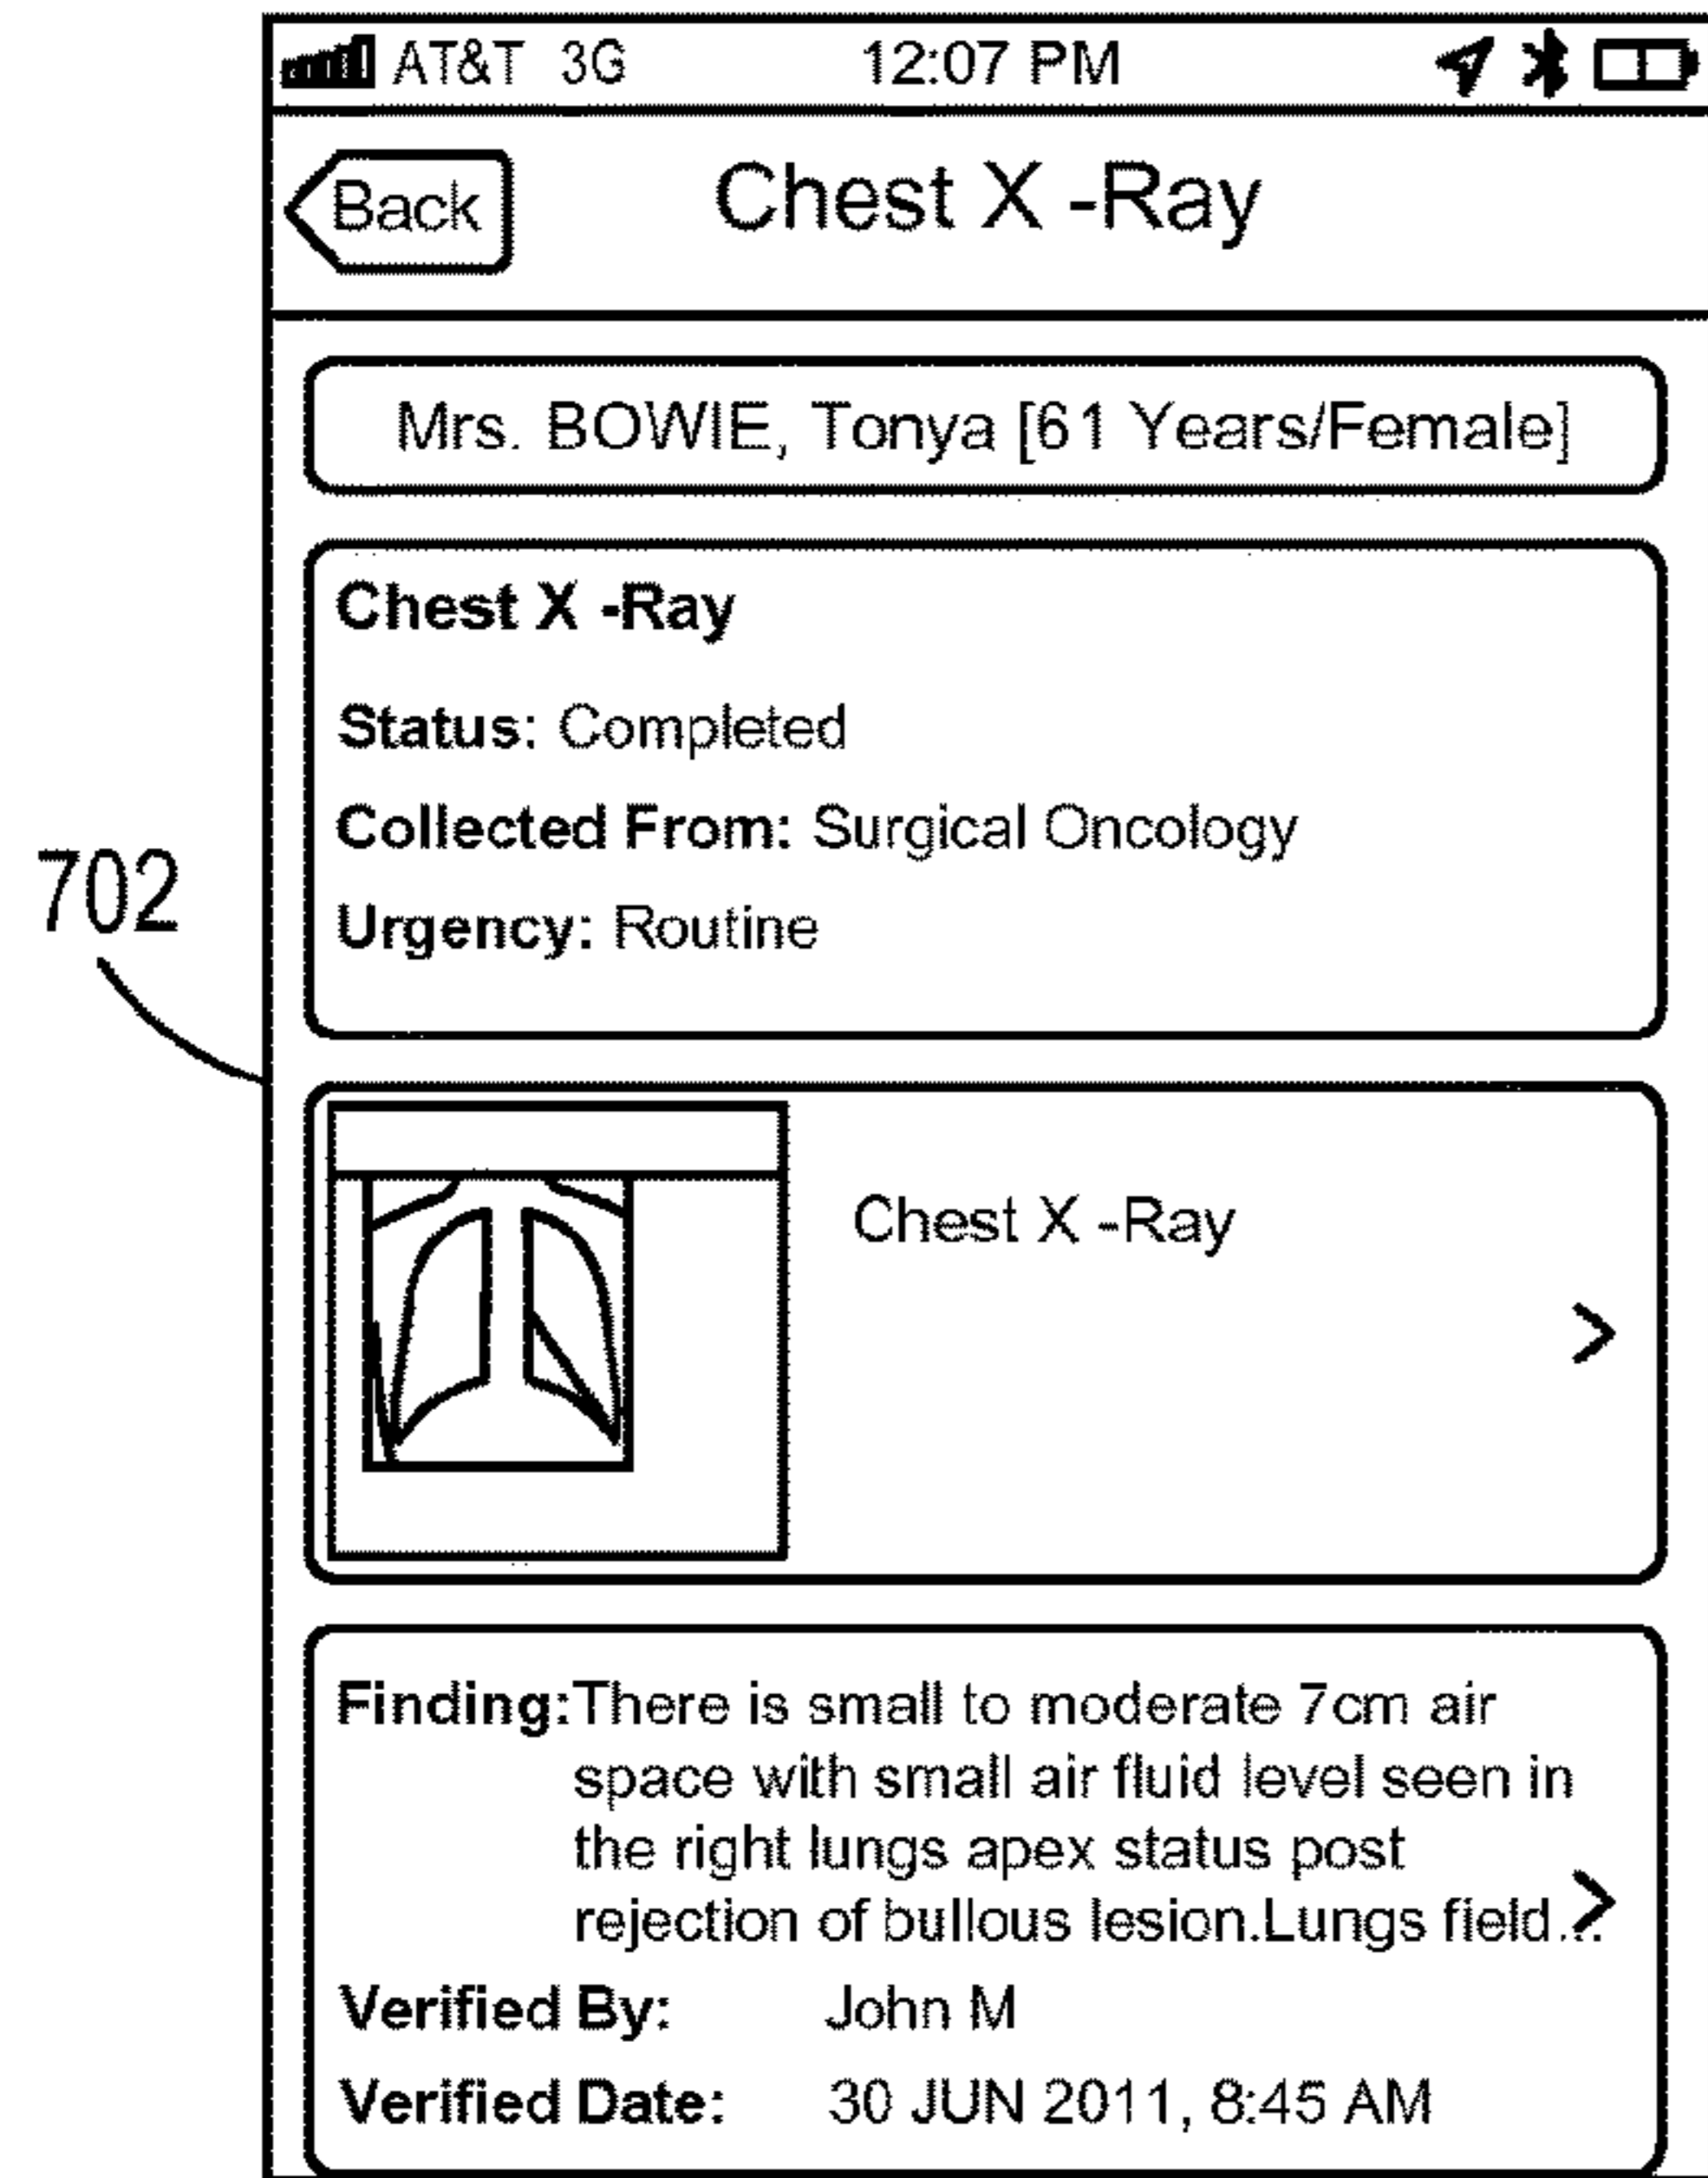 AT&T 3G 12:07 PM
Back Chest X -Ray
Mrs. BOWIE, Tonya [61 Years/Female]
Chest X -Ray
Status: Completed
Collected From: Surgical Oncology
Urgency: Routine
702
Chest X -Ray
>
Finding:There is small to moderate 7cm air
space with small air fluid level seen in
the right lungs apex status post
rejection of bullous lesion.Lungs field... >
Verified By: John M
Verified Date: 30 JUN 2011, 8:45 AM